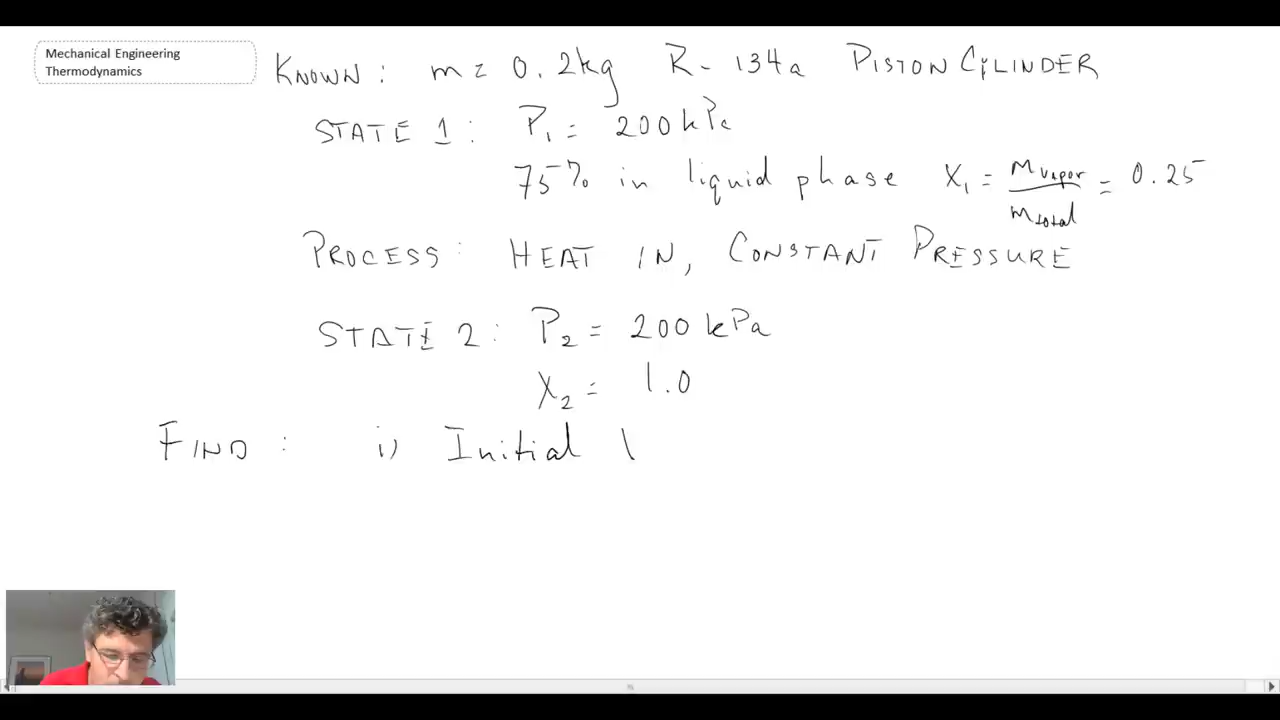 Mechanical Engineering
Thermodynamics
KNOWN: m = 0.2kg R-134a PISTON CYLINDER
STATE 1: P₁ = 200 kPa
75% in liquid phase X₁ = mvapor/mtotal = 0.25
PROCESS: HEAT IN, CONSTANT PRESSURE
STATE 2: P₂ = 200 kPa
X₂ = 1.0
FIND: i) Initial